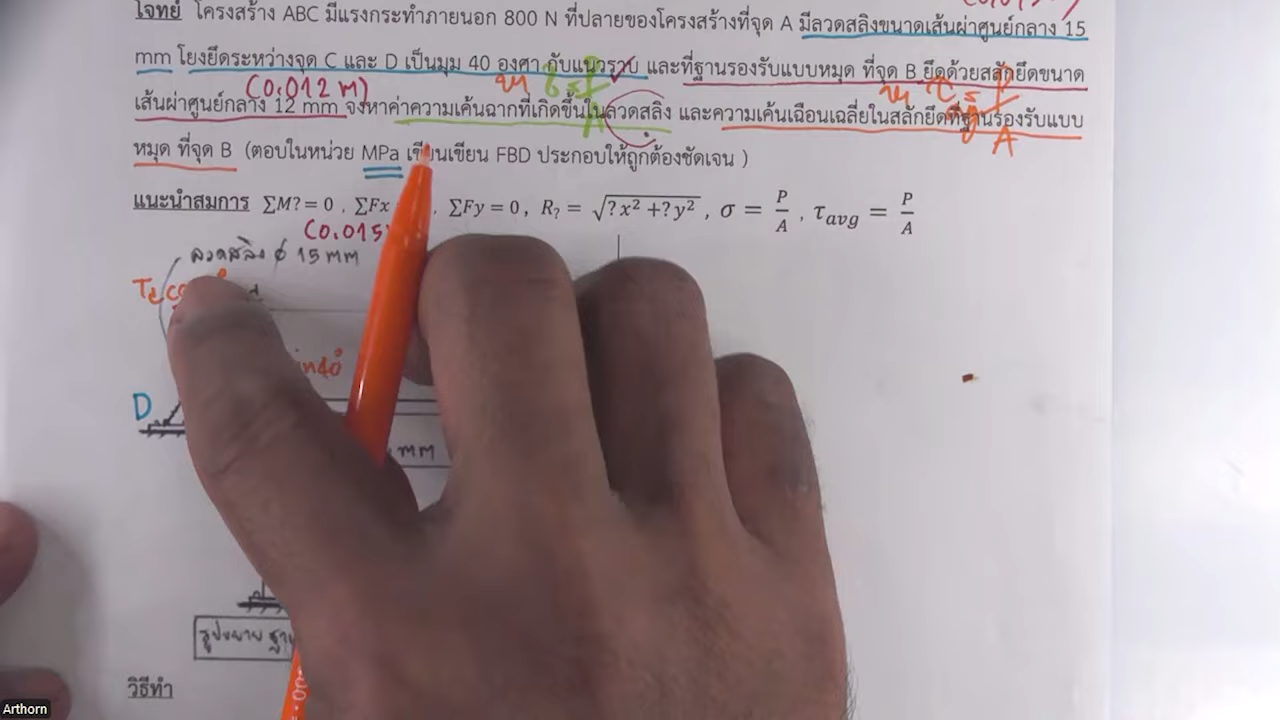 โจทย์ โครงสร้าง ABC มีแรงกระทำภายนอก 800 N ที่ปลายของโครงสร้างที่จุด A มีลวดสลิงขนาดเส้นผ่าศูนย์กลาง 15
mm โยงยึดระหว่างจุด C และ D เป็นมุม 40 องศา กับแนวราบ และที่ฐานรองรับแบบหมุด ที่จุด B ยึดด้วยสลักยึดขนาด
(0.012 m)
เส้นผ่าศูนย์กลาง 12 mm จงหาค่าความเค้นฉากที่เกิดขึ้นในลวดสลิง และความเค้นเฉือนเฉลี่ยในสลักยึดที่ฐานรองรับแบบ
หมุด ที่จุด B (ตอบในหน่วย MPa เขียนเขียน FBD ประกอบให้ถูกต้องชัดเจน )
แนะนำสมการ ∑M? = 0 , ∑Fx , ∑Fy = 0, R? = √?x² +?y² , σ = P/A , τavg = P/A
(0.015
ลวดสลิง ϕ 15 mm
D
mm
รูปขยาย
วิธีทำ
Arthorn